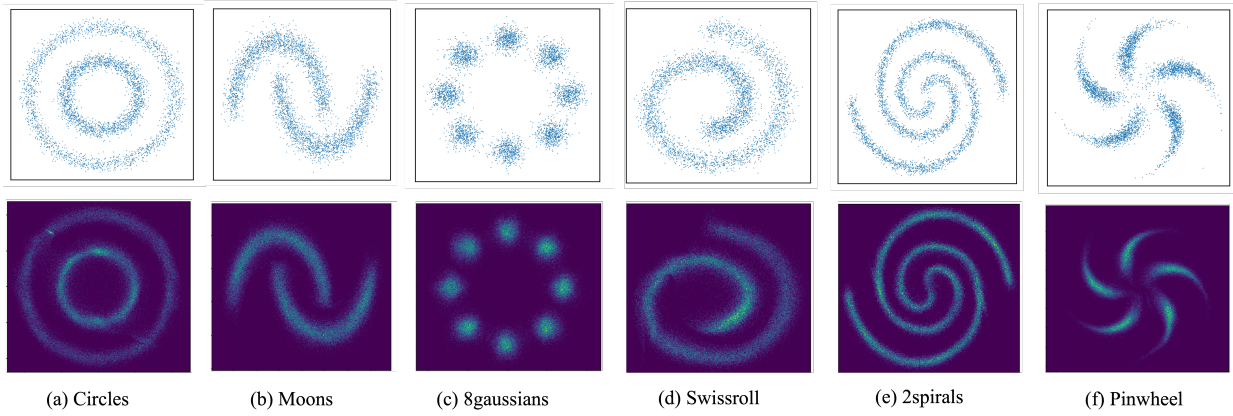 (a) Circles
(b) Moons
(c) 8gaussians
(d) Swissroll
(e) 2spirals
(f) Pinwheel